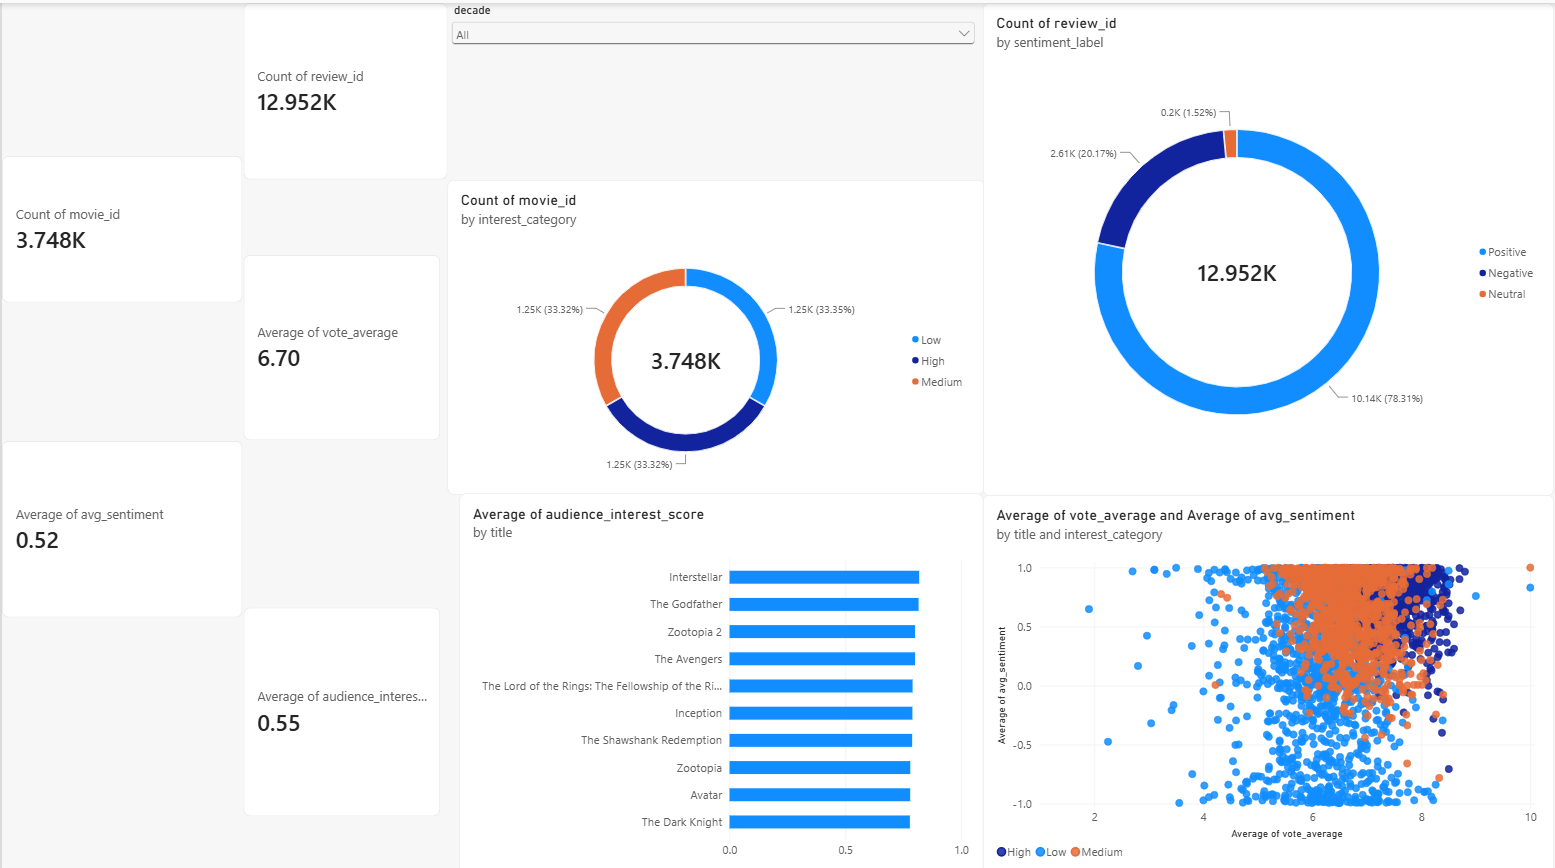 Count of review_id
12.952K
Count of movie_id
3.748K
Average of vote_average
6.70
Average of avg_sentiment
0.52
Average of audience_interes...
0.55
decade
All
Count of movie_id
by interest_category
1.25K (33.32%)
1.25K (33.35%)
3.748K
1.25K (33.32%)
Low
High
Medium
Count of review_id
by sentiment_label
0.2K (1.52%)
2.61K (20.17%)
12.952K
10.14K (78.31%)
Positive
Negative
Neutral
Average of audience_interest_score
by title
Interstellar
The Godfather
Zootopia 2
The Avengers
The Lord of the Rings: The Fellowship of the Ri...
Inception
The Shawshank Redemption
Zootopia
Avatar
The Dark Knight
0.0 0.5 1.0
Average of vote_average and Average of avg_sentiment
by title and interest_category
Average of avg_sentiment
1.0
0.5
0.0
-0.5
-1.0
2 4 6 8 10
Average of vote_average
High Low Medium